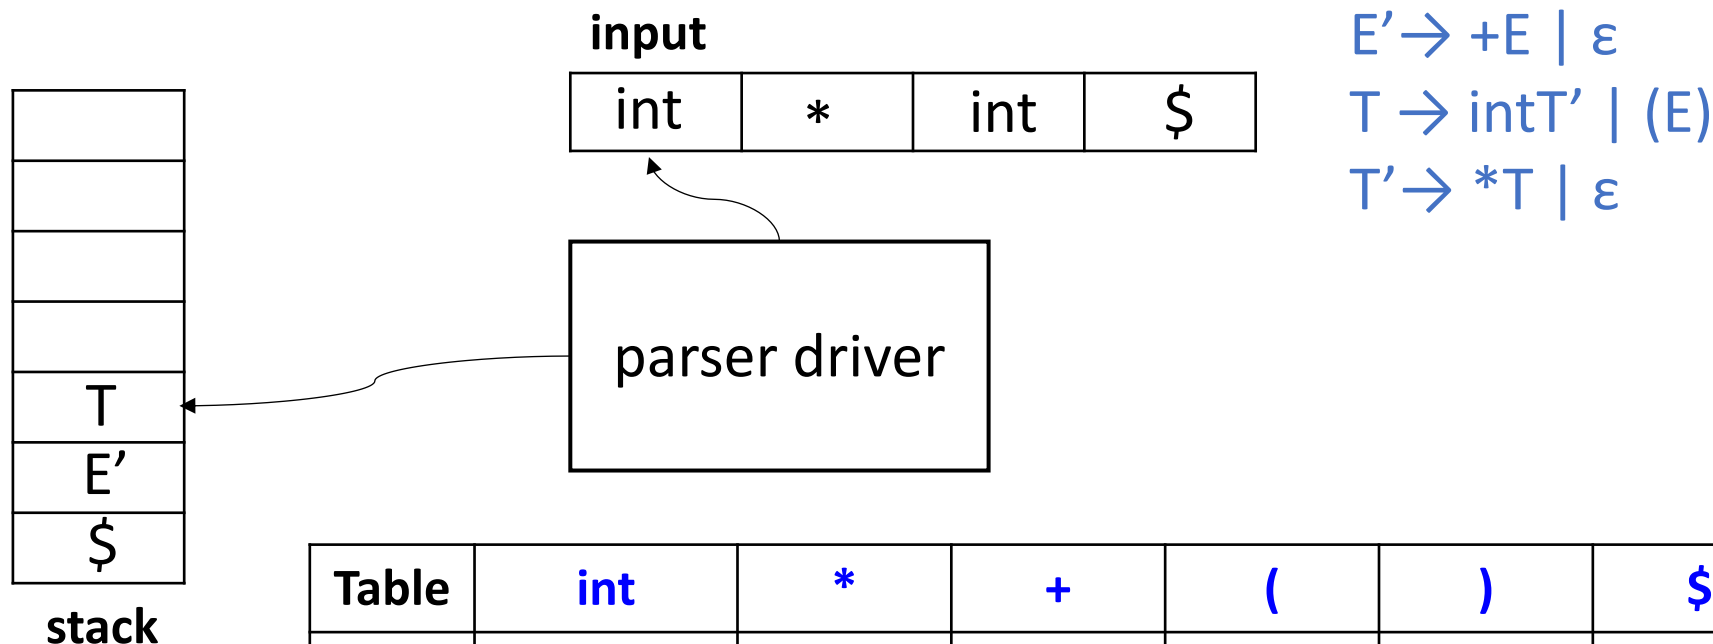 input
int * int $
E’→ +E | ε
T → intT’ | (E)
T’→ *T | ε
parser driver
T
E’
$
stack
Table int * + ( ) $